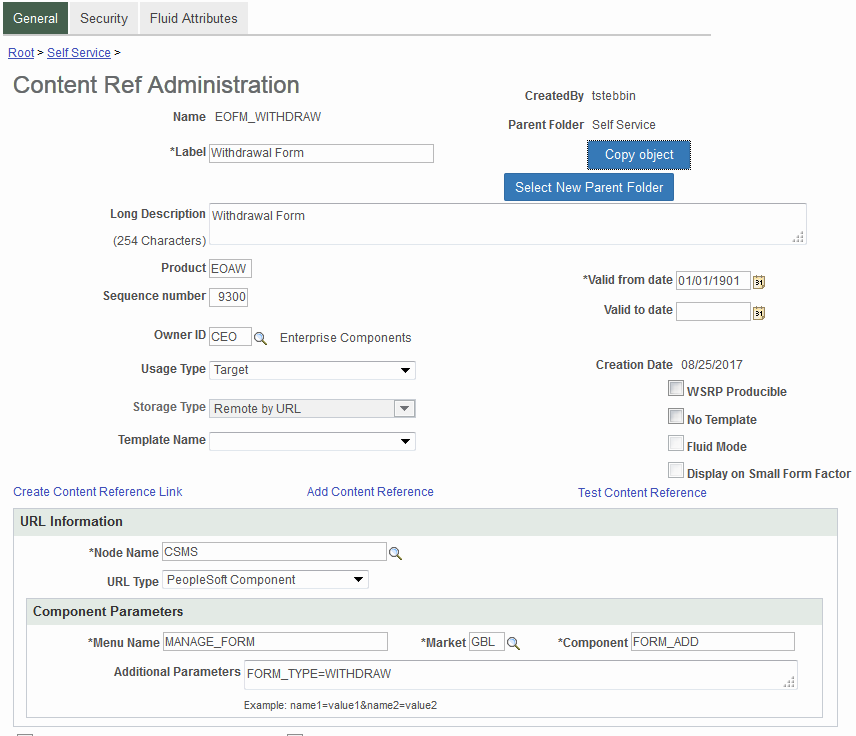 General Security Fluid Attributes
Root > Self Service >
Content Ref Administration
CreatedBy tstebbin
Name EOFM_WITHDRAW
Parent Folder Self Service
*Label Withdrawal Form
Copy object
Select New Parent Folder
Long Description Withdrawal Form
(254 Characters)
Product EOAW
*Valid from date 01/01/1901 31
Sequence number 9300
Valid to date 31
Owner ID CEO Enterprise Components
Usage Type Target
Creation Date 08/25/2017
WSRP Producible
Storage Type Remote by URL
No Template
Template Name
Fluid Mode
Display on Small Form Factor
Create Content Reference Link Add Content Reference Test Content Reference
URL Information
*Node Name CSMS
URL Type PeopleSoft Component
Component Parameters
*Menu Name MANAGE_FORM *Market GBL *Component FORM_ADD
Additional Parameters FORM_TYPE=WITHDRAW
Example: name1=value1&name2=value2